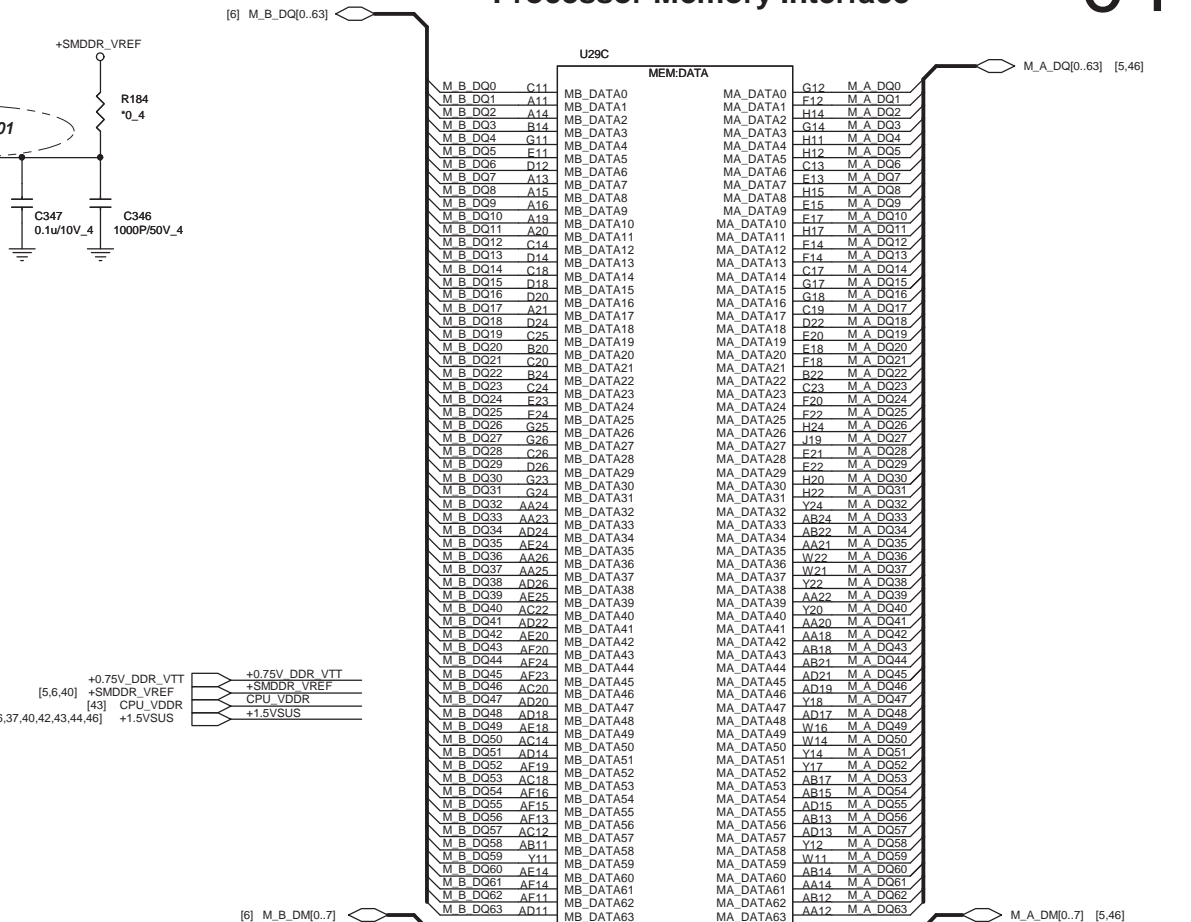 Processor Memory Interface
[6] M_B_DQ[0..63]
+SMDDR_VREF
R184
*0_4
01
C347
0.1u/10V_4
C346
1000P/50V_4
U29C
MEM:DATA
M_A_DQ[0..63] [5,46]
M_B_DQ0 C11 MB_DATA0 MA_DATA0 G12 M_A_DQ0
M_B_DQ1 A11 MB_DATA1 MA_DATA1 F12 M_A_DQ1
M_B_DQ2 A14 MB_DATA2 MA_DATA2 H14 M_A_DQ2
M_B_DQ3 B14 MB_DATA3 MA_DATA3 G14 M_A_DQ3
M_B_DQ4 G11 MB_DATA4 MA_DATA4 H11 M_A_DQ4
M_B_DQ5 E11 MB_DATA5 MA_DATA5 H12 M_A_DQ5
M_B_DQ6 D12 MB_DATA6 MA_DATA6 C13 M_A_DQ6
M_B_DQ7 A13 MB_DATA7 MA_DATA7 E13 M_A_DQ7
M_B_DQ8 A15 MB_DATA8 MA_DATA8 H15 M_A_DQ8
M_B_DQ9 A16 MB_DATA9 MA_DATA9 E15 M_A_DQ9
M_B_DQ10 A19 MB_DATA10 MA_DATA10 E17 M_A_DQ10
M_B_DQ11 A20 MB_DATA11 MA_DATA11 H17 M_A_DQ11
M_B_DQ12 C14 MB_DATA12 MA_DATA12 E14 M_A_DQ12
M_B_DQ13 D14 MB_DATA13 MA_DATA13 F14 M_A_DQ13
M_B_DQ14 C18 MB_DATA14 MA_DATA14 C17 M_A_DQ14
M_B_DQ15 D18 MB_DATA15 MA_DATA15 G17 M_A_DQ15
M_B_DQ16 D20 MB_DATA16 MA_DATA16 G18 M_A_DQ16
M_B_DQ17 A21 MB_DATA17 MA_DATA17 C19 M_A_DQ17
M_B_DQ18 D24 MB_DATA18 MA_DATA18 D22 M_A_DQ18
M_B_DQ19 C25 MB_DATA19 MA_DATA19 E20 M_A_DQ19
M_B_DQ20 B20 MB_DATA20 MA_DATA20 E18 M_A_DQ20
M_B_DQ21 C20 MB_DATA21 MA_DATA21 F18 M_A_DQ21
M_B_DQ22 B24 MB_DATA22 MA_DATA22 B22 M_A_DQ22
M_B_DQ23 C24 MB_DATA23 MA_DATA23 C23 M_A_DQ23
M_B_DQ24 E23 MB_DATA24 MA_DATA24 F20 M_A_DQ24
M_B_DQ25 E24 MB_DATA25 MA_DATA25 F22 M_A_DQ25
M_B_DQ26 G25 MB_DATA26 MA_DATA26 H24 M_A_DQ26
M_B_DQ27 G26 MB_DATA27 MA_DATA27 J19 M_A_DQ27
M_B_DQ28 C26 MB_DATA28 MA_DATA28 E21 M_A_DQ28
M_B_DQ29 D26 MB_DATA29 MA_DATA29 E22 M_A_DQ29
M_B_DQ30 G23 MB_DATA30 MA_DATA30 H20 M_A_DQ30
M_B_DQ31 G24 MB_DATA31 MA_DATA31 H22 M_A_DQ31
M_B_DQ32 AA24 MB_DATA32 MA_DATA32 Y24 M_A_DQ32
M_B_DQ33 AA23 MB_DATA33 MA_DATA33 AB24 M_A_DQ33
M_B_DQ34 AD24 MB_DATA34 MA_DATA34 AB22 M_A_DQ34
M_B_DQ35 AE24 MB_DATA35 MA_DATA35 AA21 M_A_DQ35
M_B_DQ36 AA26 MB_DATA36 MA_DATA36 W22 M_A_DQ36
M_B_DQ37 AA25 MB_DATA37 MA_DATA37 W21 M_A_DQ37
M_B_DQ38 AD26 MB_DATA38 MA_DATA38 Y22 M_A_DQ38
M_B_DQ39 AE25 MB_DATA39 MA_DATA39 AA22 M_A_DQ39
M_B_DQ40 AC22 MB_DATA40 MA_DATA40 Y20 M_A_DQ40
M_B_DQ41 AD22 MB_DATA41 MA_DATA41 AA20 M_A_DQ41
M_B_DQ42 AE20 MB_DATA42 MA_DATA42 AA18 M_A_DQ42
M_B_DQ43 AF20 MB_DATA43 MA_DATA43 AB18 M_A_DQ43
M_B_DQ44 AF24 MB_DATA44 MA_DATA44 AB21 M_A_DQ44
M_B_DQ45 AF23 MB_DATA45 MA_DATA45 AD21 M_A_DQ45
M_B_DQ46 AC20 MB_DATA46 MA_DATA46 AD19 M_A_DQ46
M_B_DQ47 AD20 MB_DATA47 MA_DATA47 Y18 M_A_DQ47
M_B_DQ48 AD18 MB_DATA48 MA_DATA48 AD17 M_A_DQ48
M_B_DQ49 AE18 MB_DATA49 MA_DATA49 W16 M_A_DQ49
M_B_DQ50 AC14 MB_DATA50 MA_DATA50 W14 M_A_DQ50
M_B_DQ51 AD14 MB_DATA51 MA_DATA51 Y14 M_A_DQ51
M_B_DQ52 AF19 MB_DATA52 MA_DATA52 Y17 M_A_DQ52
M_B_DQ53 AC18 MB_DATA53 MA_DATA53 AB17 M_A_DQ53
M_B_DQ54 AF16 MB_DATA54 MA_DATA54 AB15 M_A_DQ54
M_B_DQ55 AF15 MB_DATA55 MA_DATA55 AD15 M_A_DQ55
M_B_DQ56 AF13 MB_DATA56 MA_DATA56 AB13 M_A_DQ56
M_B_DQ57 AC12 MB_DATA57 MA_DATA57 AD13 M_A_DQ57
M_B_DQ58 AB11 MB_DATA58 MA_DATA58 Y12 M_A_DQ58
M_B_DQ59 Y11 MB_DATA59 MA_DATA59 W11 M_A_DQ59
M_B_DQ60 AE14 MB_DATA60 MA_DATA60 AB14 M_A_DQ60
M_B_DQ61 AF14 MB_DATA61 MA_DATA61 AA14 M_A_DQ61
M_B_DQ62 AF11 MB_DATA62 MA_DATA62 AB12 M_A_DQ62
M_B_DQ63 AD11 MB_DATA63 MA_DATA63 AA12 M_A_DQ63
+0.75V_DDR_VTT +0.75V_DDR_VTT
[5,6,40] +SMDDR_VREF +SMDDR_VREF
[43] CPU_VDDR CPU_VDDR
,37,40,42,43,44,46] +1.5VSUS +1.5VSUS
[6] M_B_DM[0..7]
M_A_DM[0..7] [5,46]